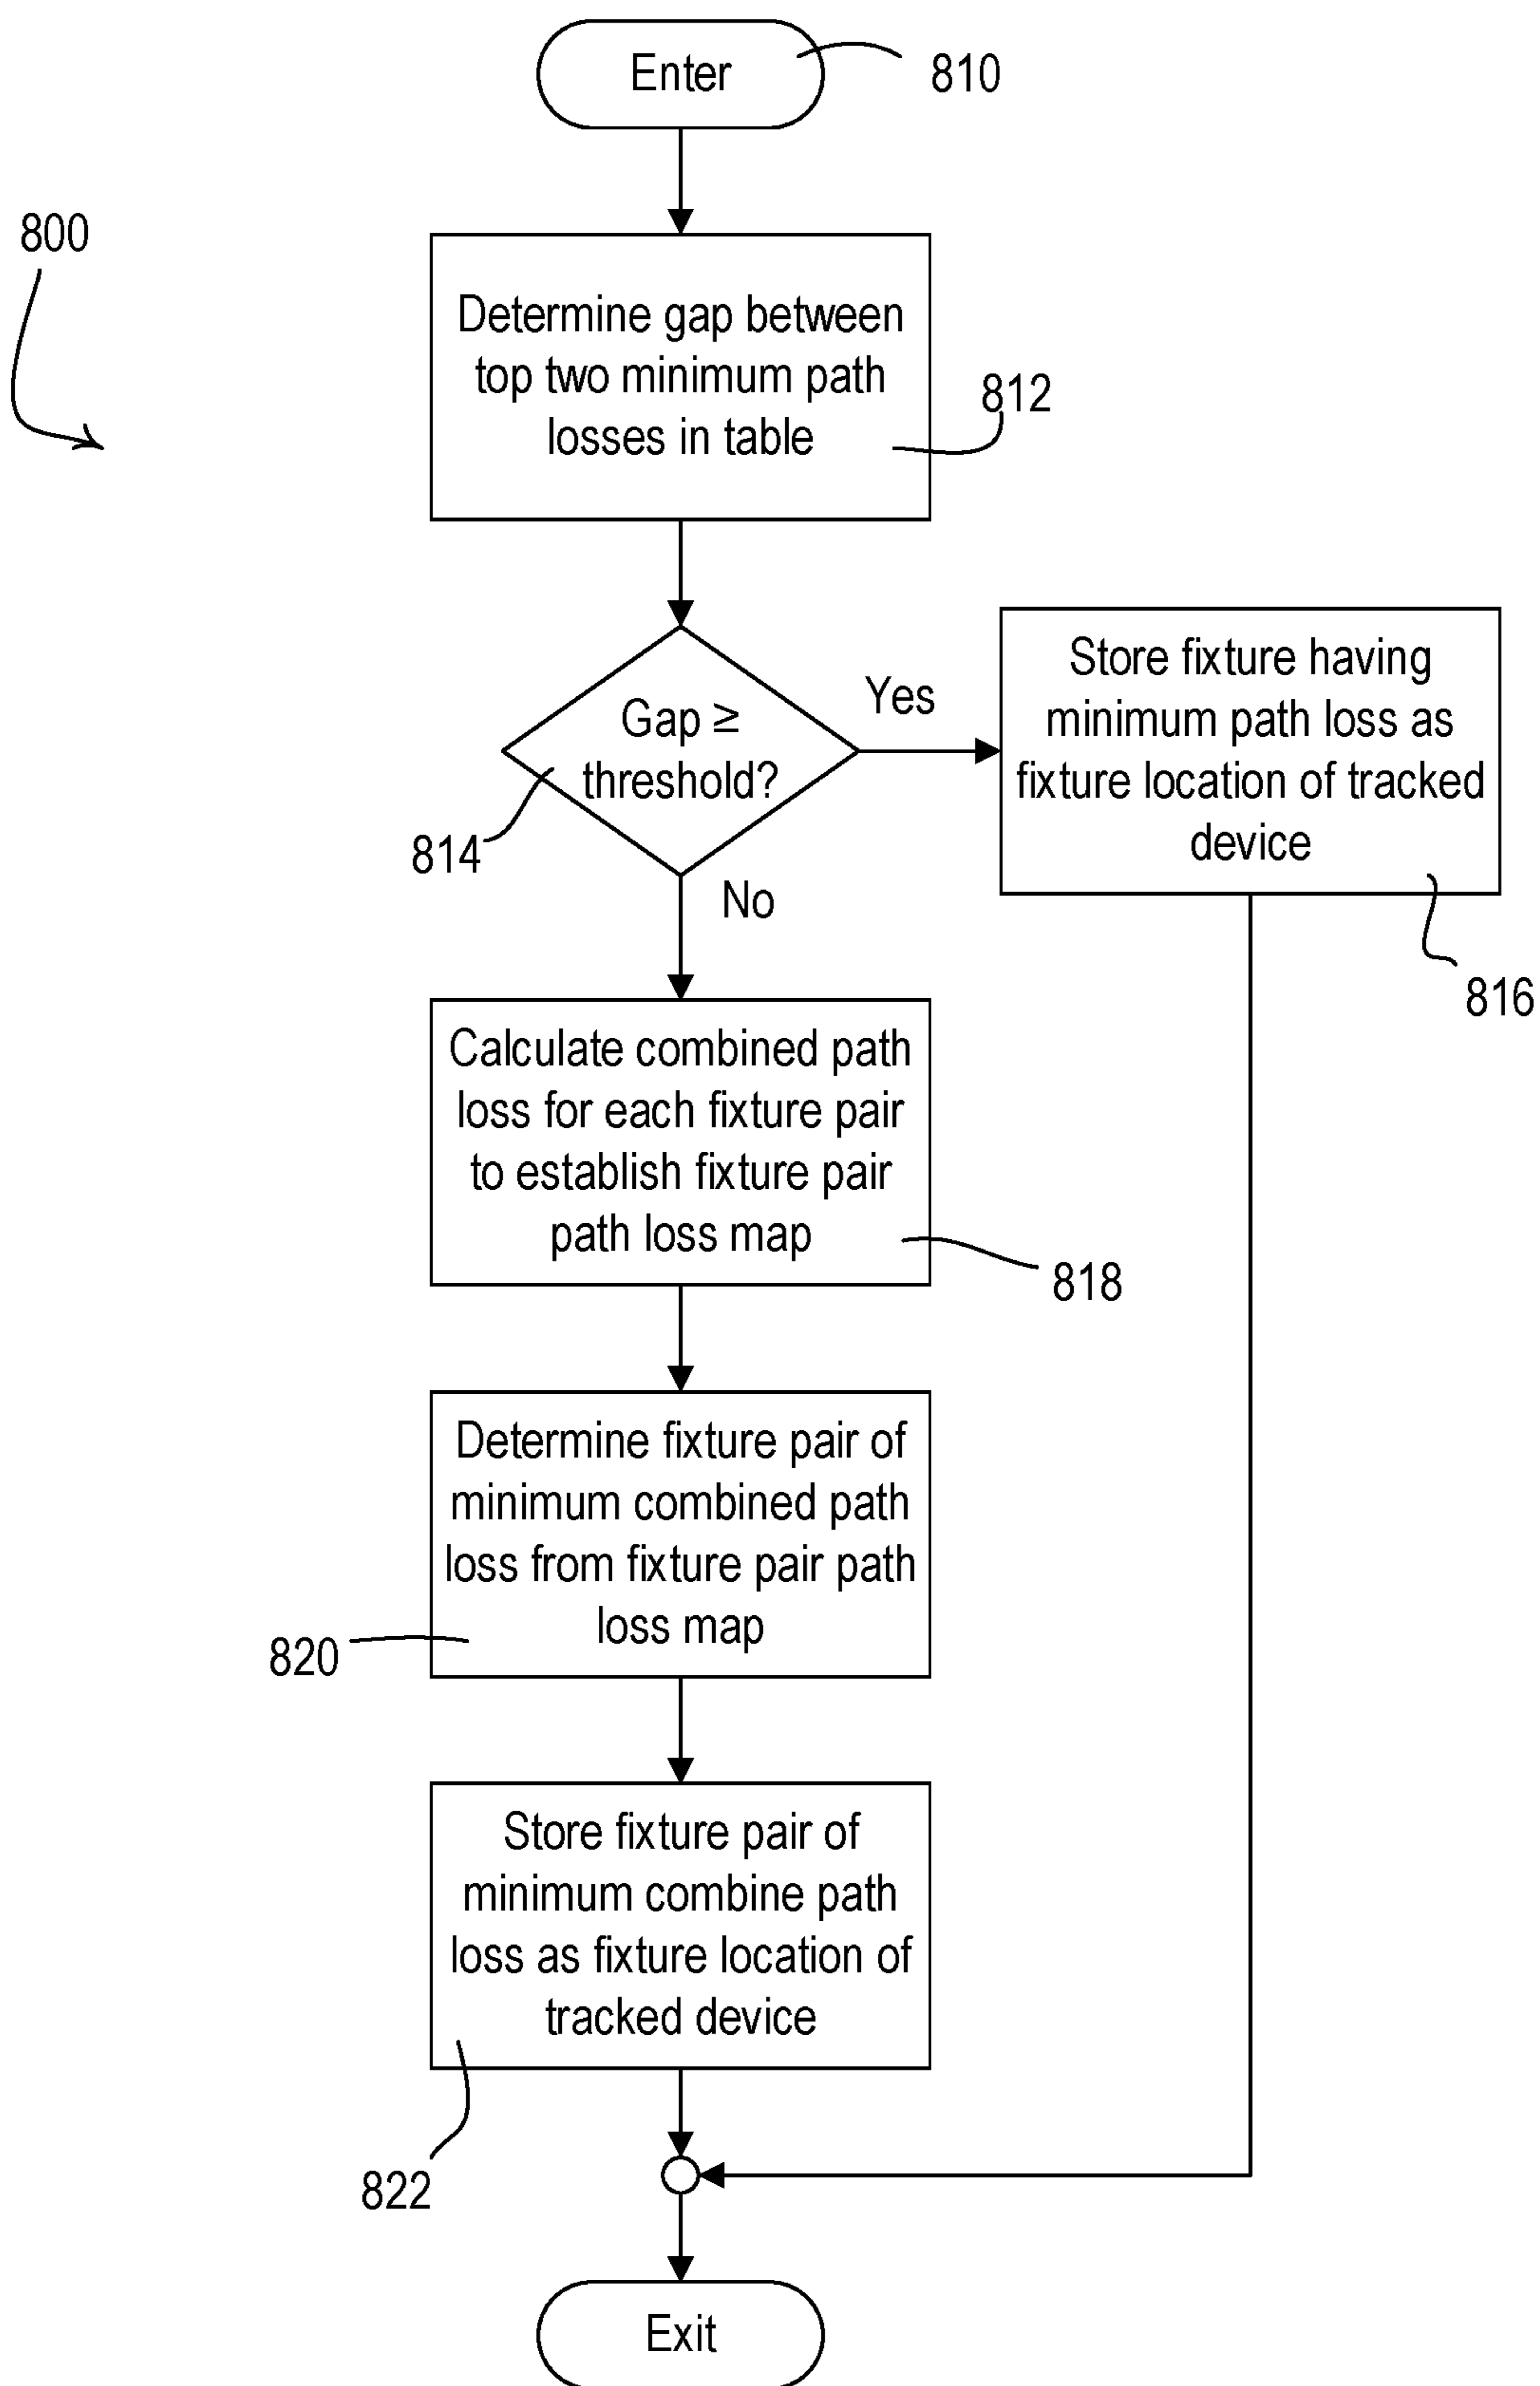 Enter
810
800
Determine gap between
top two minimum path
losses in table
812
Gap ≥
threshold?
814
Yes
No
Store fixture having
minimum path loss as
fixture location of tracked
device
816
Calculate combined path
loss for each fixture pair
to establish fixture pair
path loss map
818
Determine fixture pair of
minimum combined path
loss from fixture pair path
loss map
820
Store fixture pair of
minimum combine path
loss as fixture location of
tracked device
822
Exit